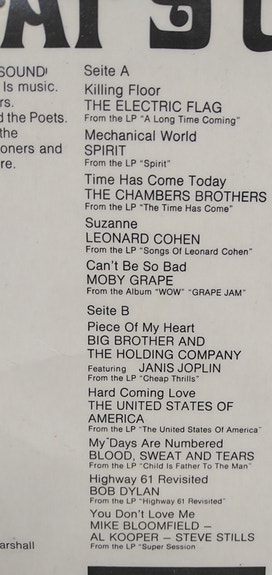 SOUND
Is music.
rs.
d the Poets.
the
oners and
re.
Seite A
Killing Floor
THE ELECTRIC FLAG
From the LP "A Long Time Coming"
Mechanical World
SPIRIT
From the LP "Spirit"
Time Has Come Today
THE CHAMBERS BROTHERS
From the LP "The Time Has Come"
Suzanne
LEONARD COHEN
From the LP "Songs Of Leonard Cohen"
Can't Be So Bad
MOBY GRAPE
From the Album "WOW" "GRAPE JAM"
Seite B
Piece Of My Heart
BIG BROTHER AND
THE HOLDING COMPANY
Featuring JANIS JOPLIN
From the LP "Cheap Thrills"
Hard Coming Love
THE UNITED STATES OF
AMERICA
From the LP "The United States Of America"
My Days Are Numbered
BLOOD, SWEAT AND TEARS
From the LP "Child Is Father To The Man"
Highway 61 Revisited
BOB DYLAN
From the LP "Highway 61 Revisited"
You Don't Love Me
MIKE BLOOMFIELD –
AL KOOPER – STEVE STILLS
From the LP "Super Session
arshall